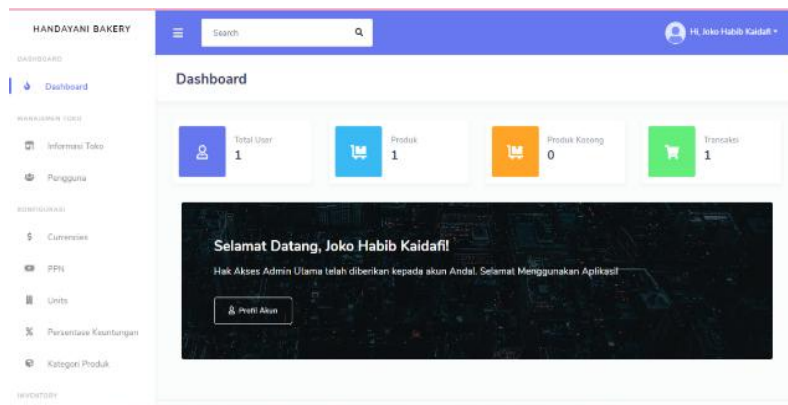 HANDAYANI BAKERY
Search
Hi, Joko Habib Kaidafi
DASHBOARD
Dashboard
MANAJEMEN TOKO
Informasi Toko
Pengguna
KONFIGURASI
Currencies
PPN
Units
Persentase Keuntungan
Kategori Produk
INVENTORY
Dashboard
Total User
1
Produk
1
Produk Kosong
0
Transaksi
1
Selamat Datang, Joko Habib Kaidafi!
Hak Akses Admin Utama telah diberikan kepada akun Anda!. Selamat Menggunakan Aplikasi!
Profil Akun